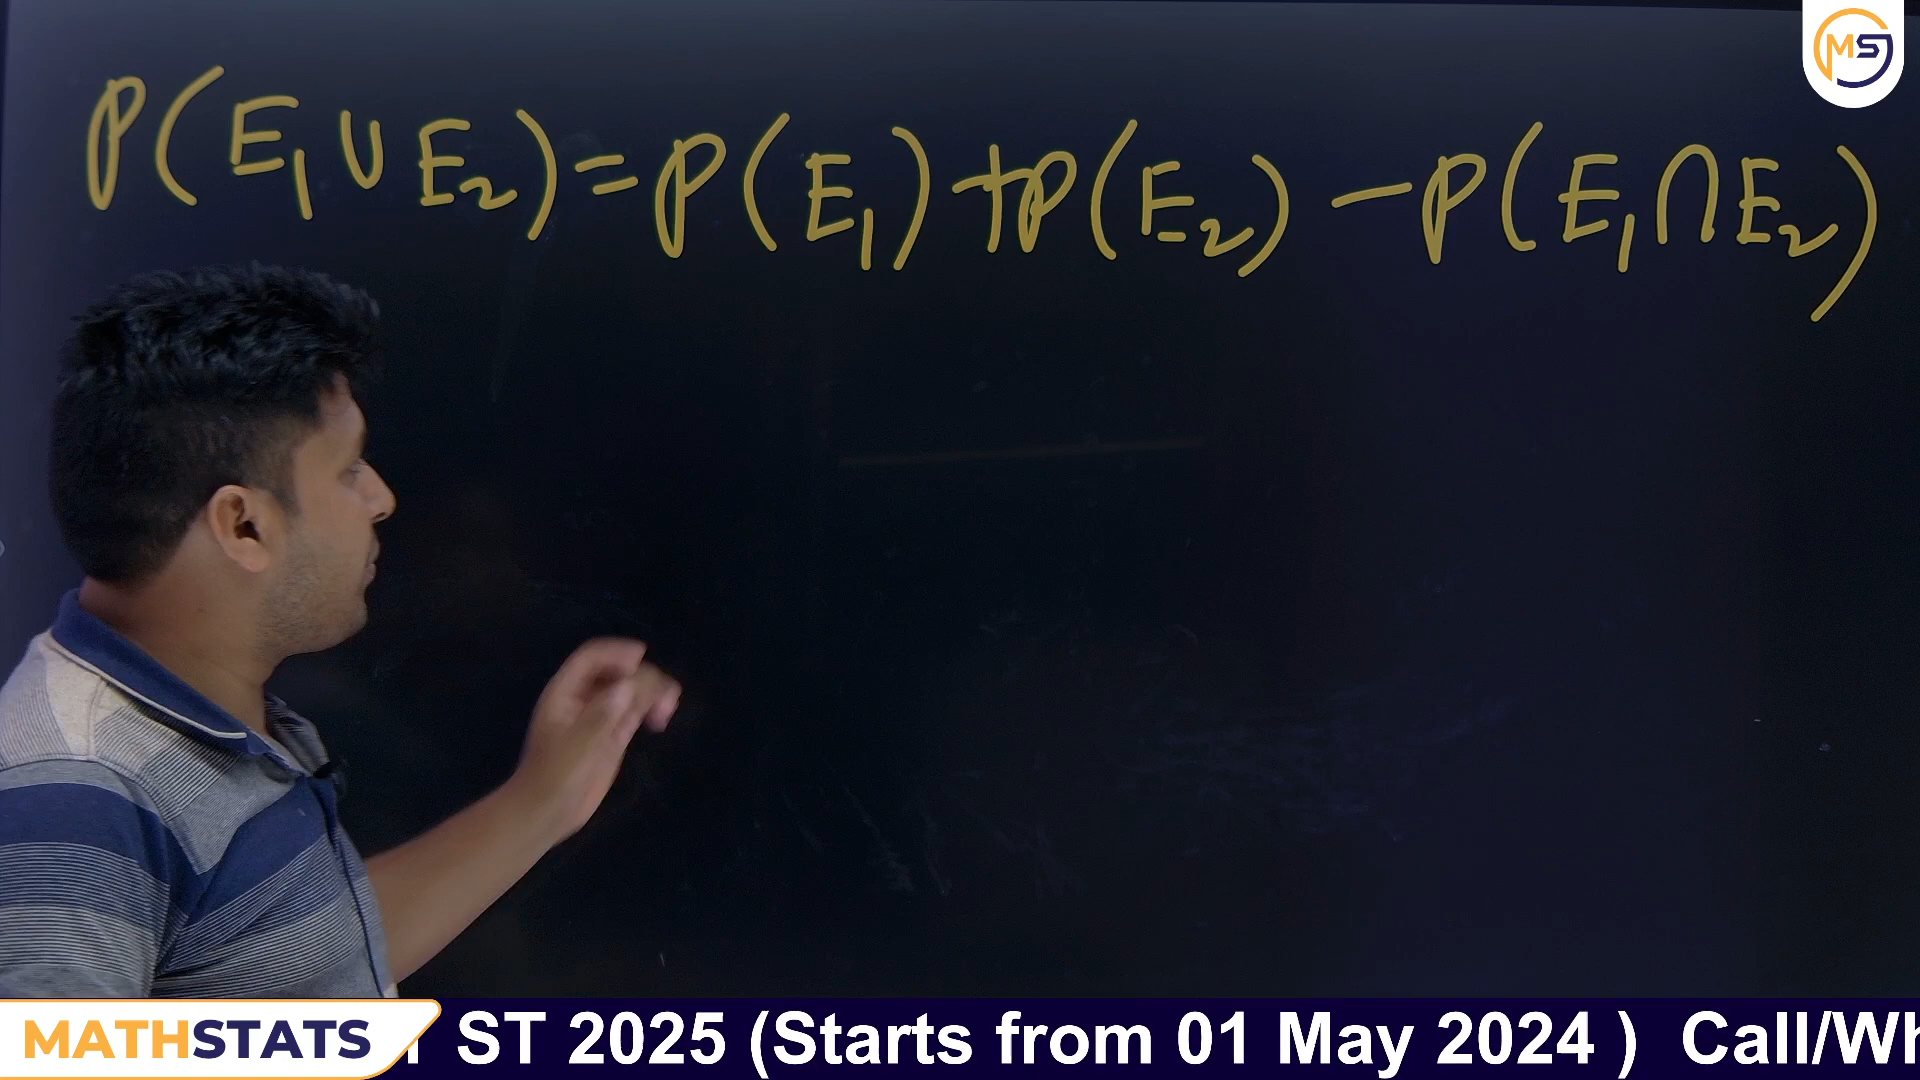 MS
P(E₁∪E₂)=P(E₁)+P(E₂)-P(E₁∩E₂)
MATHSTATS
ST 2025 (Starts from 01 May 2024 ) Call/Wh